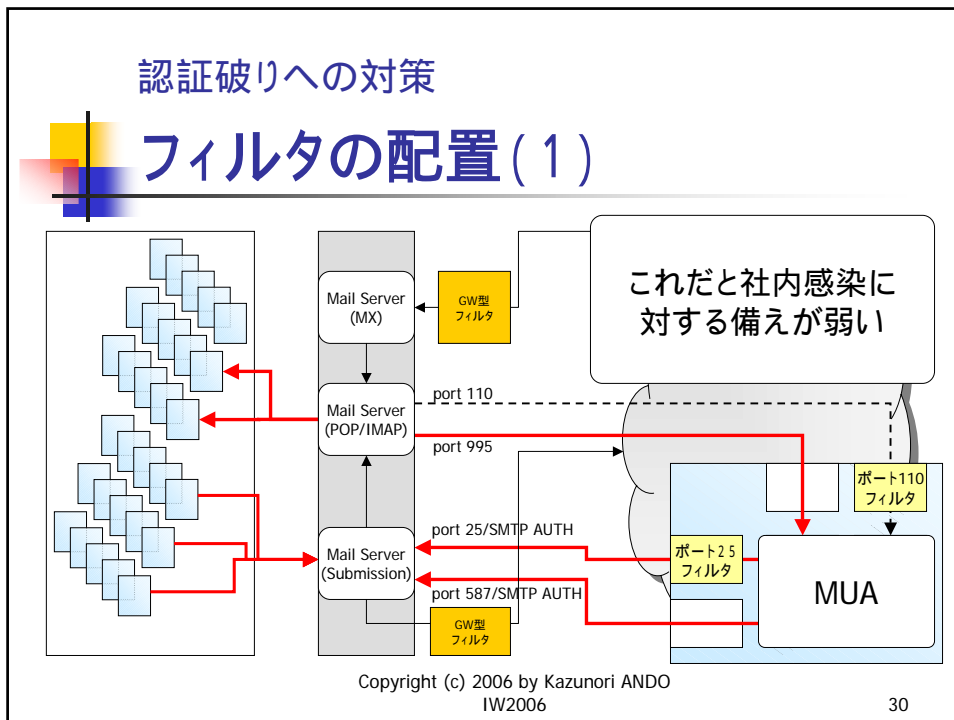 認証破りへの対策
フィルタの配置(1)
これだと社内感染に
対する備えが弱い
Mail Server
(MX)
GW型
フィルタ
Mail Server
(POP/IMAP)
port 110
port 995
ポート110
フィルタ
Mail Server
(Submission)
port 25/SMTP AUTH
ポート25
フィルタ
port 587/SMTP AUTH
MUA
GW型
フィルタ
Copyright (c) 2006 by Kazunori ANDO
IW2006
30